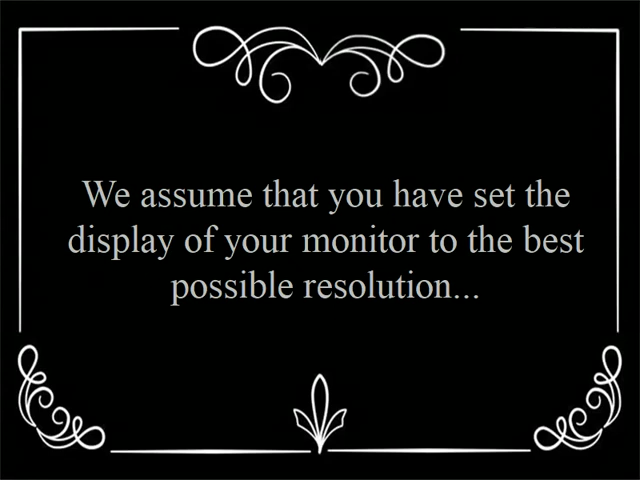 We assume that you have set the
display of your monitor to the best
possible resolution...